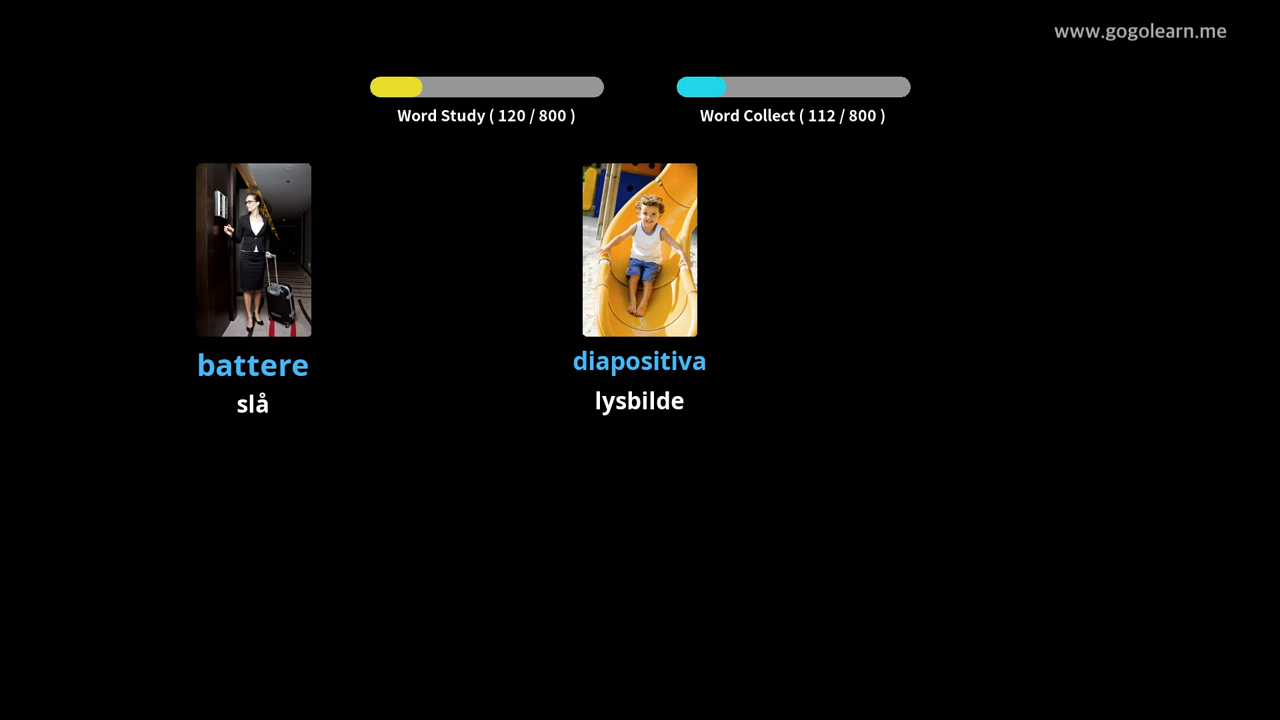 www.gogolearn.me
Word Study ( 120 / 800 )
Word Collect ( 112 / 800 )
battere
slå
diapositiva
lysbilde